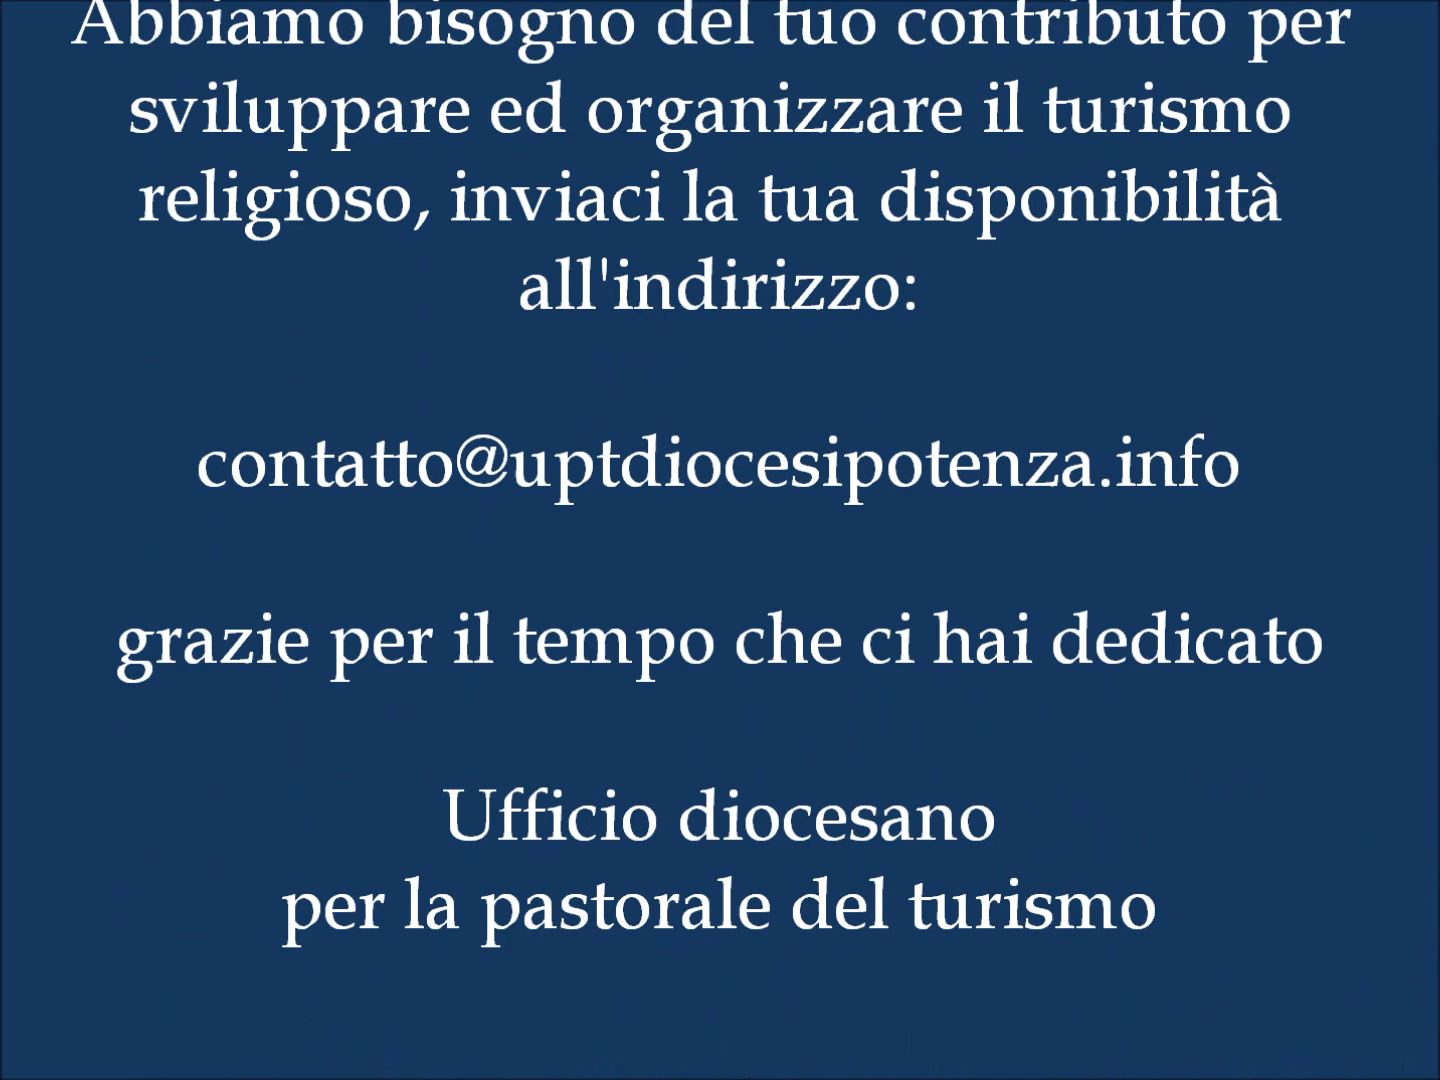 Abbiamo bisogno del tuo contributo per
sviluppare ed organizzare il turismo
religioso, inviaci la tua disponibilità
all'indirizzo:
contatto@uptdiocesipotenza.info
grazie per il tempo che ci hai dedicato
Ufficio diocesano
per la pastorale del turismo